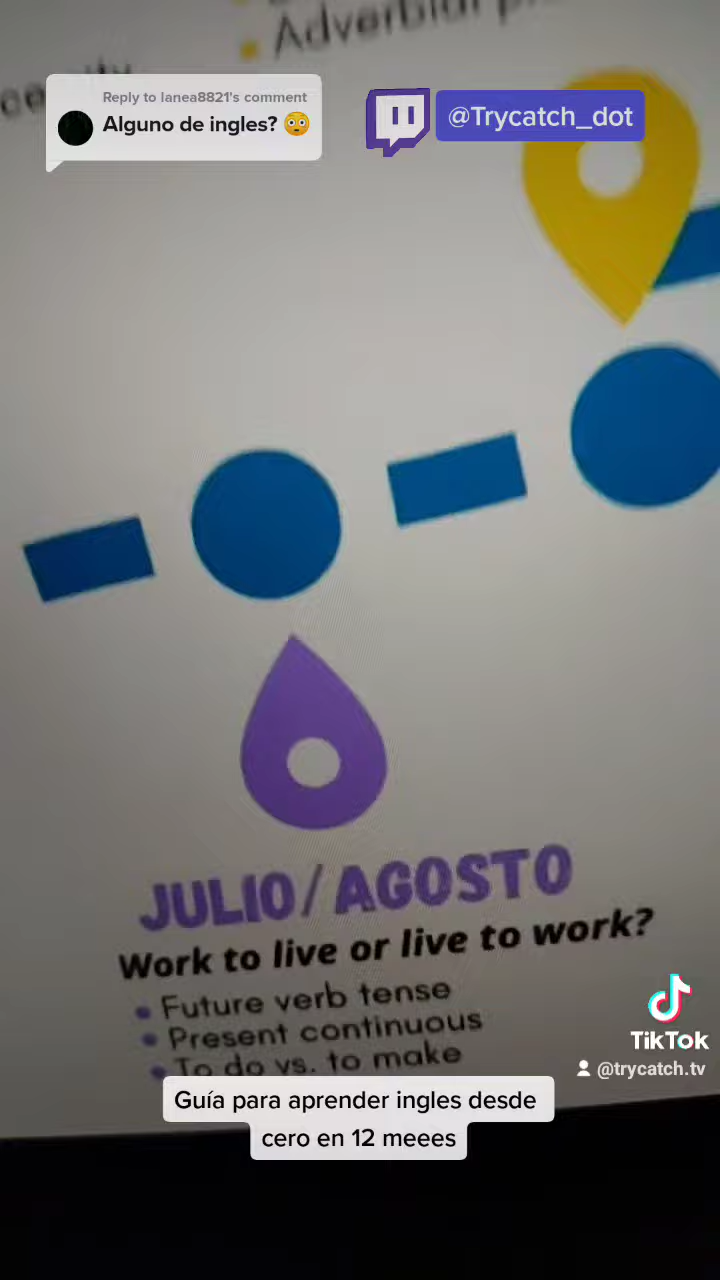 Adverbial
Reply to lanea8821's comment
Alguno de ingles? 😳
@Trycatch_dot
JULIO/AGOSTO
Work to live or live to work?
Future verb tense
Present continuous
To do vs. to make
Guía para aprender ingles desde
cero en 12 meees
TikTok
@trycatch.tv